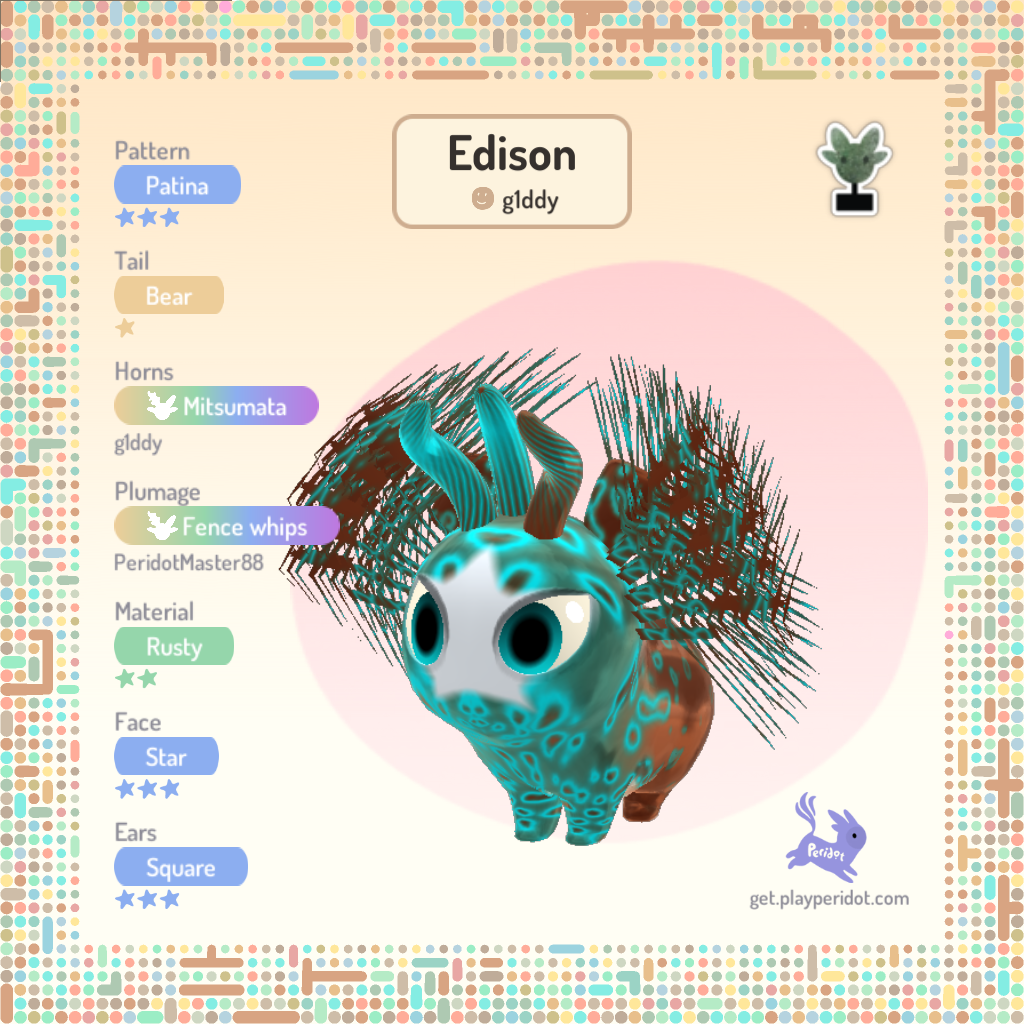 Edison
g1ddy
Pattern
Patina
Tail
Bear
Horns
Mitsumata
g1ddy
Plumage
Fence whips
PeridotMaster88
Material
Rusty
Face
Star
Ears
Square
Peridot
get.playperidot.com